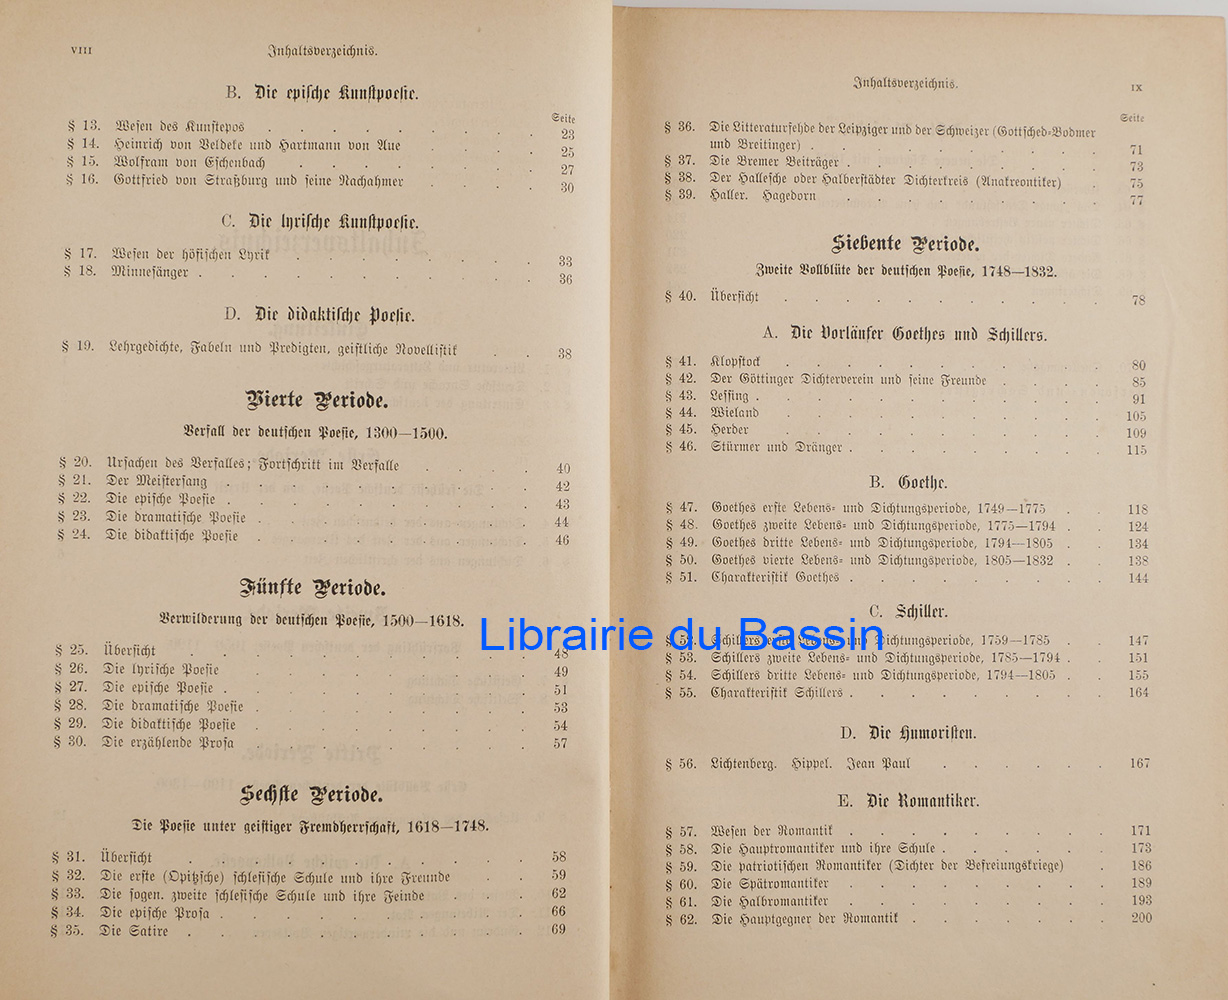 VIII
Inhaltsverzeichnis.
B. Die epische Kunstpoesie.
Seite
§ 13. Wesen des Kunstepos . . . . . . . . . 23
§ 14. Heinrich von Veldeke und Hartmann von Aue . . . . 25
§ 15. Wolfram von Eschenbach . . . . . . . . 27
§ 16. Gottfried von Straßburg und seine Nachahmer . . . . 30
C. Die lyrische Kunstpoesie.
§ 17. Wesen der höfischen Lyrik . . . . . . . . 33
§ 18. Minnesänger . . . . . . . . . . 36
D. Die didaktische Poesie.
§ 19. Lehrgedichte, Fabeln und Predigten, geistliche Novellistik . . 38
Vierte Periode.
Verfall der deutschen Poesie, 1300—1500.
§ 20. Ursachen des Verfalles; Fortschritt im Verfalle . . . . 40
§ 21. Der Meistersang . . . . . . . . . 42
§ 22. Die epische Poesie . . . . . . . . . 43
§ 23. Die dramatische Poesie . . . . . . . . 44
§ 24. Die didaktische Poesie . . . . . . . . 46
Fünfte Periode.
Verwilderung der deutschen Poesie, 1500—1618.
§ 25. Übersicht . . . . . . . . . . 48
§ 26. Die lyrische Poesie . . . . . . . . . 49
§ 27. Die epische Poesie . . . . . . . . . 51
§ 28. Die dramatische Poesie . . . . . . . . 53
§ 29. Die didaktische Poesie . . . . . . . . 54
§ 30. Die erzählende Prosa . . . . . . . . 57
Sechste Periode.
Die Poesie unter geistiger Fremdherrschaft, 1618—1748.
§ 31. Übersicht . . . . . . . . . . 58
§ 32. Die erste (Opitzsche) schlesische Schule und ihre Freunde . . 59
§ 33. Die sogen. zweite schlesische Schule und ihre Feinde . . . 62
§ 34. Die epische Prosa . . . . . . . . . 66
§ 35. Die Satire . . . . . . . . . . 69
Inhaltsverzeichnis.
IX
Seite
§ 36. Die Litteraturfehde der Leipziger und der Schweizer (Gottsched-Bodmer
und Breitinger) . . . . . . . . . . 71
§ 37. Die Bremer Beiträger . . . . . . . . . 73
§ 38. Der Hallesche oder Halberstädter Dichterkreis (Anakreontiker) . 75
§ 39. Haller. Hagedorn . . . . . . . . . 77
Siebente Periode.
Zweite Vollblüte der deutschen Poesie, 1748—1832.
§ 40. Übersicht . . . . . . . . . . . 78
A. Die Vorläufer Goethes und Schillers.
§ 41. Klopstock . . . . . . . . . . . 80
§ 42. Der Göttinger Dichterverein und seine Freunde . . . . 85
§ 43. Lessing . . . . . . . . . . . . 91
§ 44. Wieland . . . . . . . . . . . 105
§ 45. Herder . . . . . . . . . . . 109
§ 46. Stürmer und Dränger . . . . . . . . . 115
B. Goethe.
§ 47. Goethes erste Lebens- und Dichtungsperiode, 1749—1775 . . 118
§ 48. Goethes zweite Lebens- und Dichtungsperiode, 1775—1794 . . 124
§ 49. Goethes dritte Lebens- und Dichtungsperiode, 1794—1805 . . 134
§ 50. Goethes vierte Lebens- und Dichtungsperiode, 1805—1832 . . 138
§ 51. Charakteristik Goethes . . . . . . . . . 144
C. Schiller.
§ 52. Schillers erste Lebens- und Dichtungsperiode, 1759—1785 . . 147
§ 53. Schillers zweite Lebens- und Dichtungsperiode, 1785—1794 . . 151
§ 54. Schillers dritte Lebens- und Dichtungsperiode, 1794—1805 . . 155
§ 55. Charakteristik Schillers . . . . . . . . . 164
D. Die Humoristen.
§ 56. Lichtenberg. Hippel. Jean Paul . . . . . . 167
E. Die Romantiker.
§ 57. Wesen der Romantik . . . . . . . . . 171
§ 58. Die Hauptromantiker und ihre Schule . . . . . . 173
§ 59. Die patriotischen Romantiker (Dichter der Befreiungskriege) . 186
§ 60. Die Spätromantiker . . . . . . . . . 189
§ 61. Die Halbromantiker . . . . . . . . . 193
§ 62. Die Hauptgegner der Romantik . . . . . . . 200
Librairie du Bassin